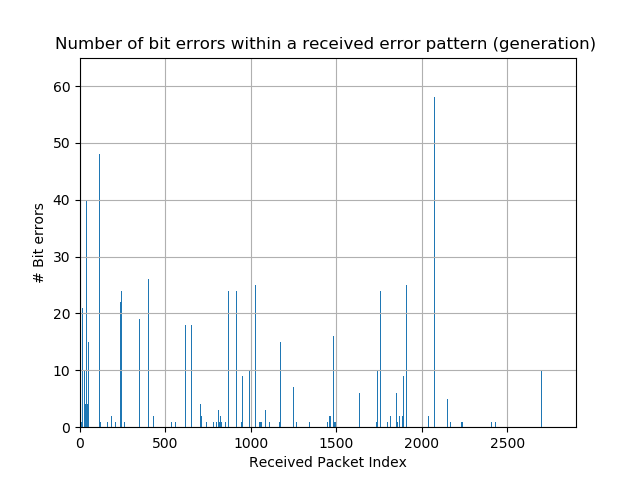 Number of bit errors within a received error pattern (generation)
60
50
40
30
20
10
0
# Bit errors
0 500 1000 1500 2000 2500
Received Packet Index